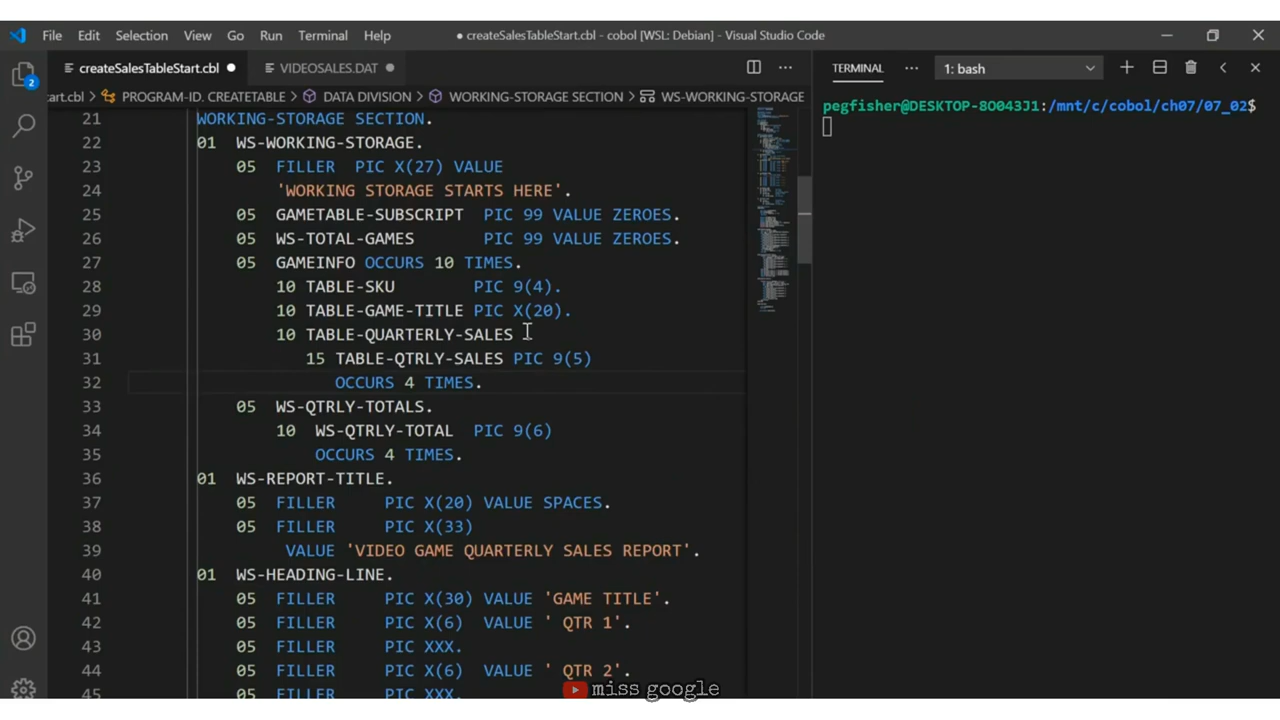 File Edit Selection View Go Run Terminal Help
● createSalesTableStart.cbl - cobol [WSL: Debian] - Visual Studio Code
createSalesTableStart.cbl ●
VIDEOSALES.DAT ●
TERMINAL
1: bash
art.cbl > PROGRAM-ID. CREATETABLE > DATA DIVISION > WORKING-STORAGE SECTION > WS-WORKING-STORAGE
pegfisher@DESKTOP-8O043J1:/mnt/c/cobol/ch07/07_02$
2
21 WORKING-STORAGE SECTION.
22 01 WS-WORKING-STORAGE.
23 05 FILLER PIC X(27) VALUE
24 'WORKING STORAGE STARTS HERE'.
25 05 GAMETABLE-SUBSCRIPT PIC 99 VALUE ZEROES.
26 05 WS-TOTAL-GAMES PIC 99 VALUE ZEROES.
27 05 GAMEINFO OCCURS 10 TIMES.
28 10 TABLE-SKU PIC 9(4).
29 10 TABLE-GAME-TITLE PIC X(20).
30 10 TABLE-QUARTERLY-SALES
31 15 TABLE-QTRLY-SALES PIC 9(5)
32 OCCURS 4 TIMES.
33 05 WS-QTRLY-TOTALS.
34 10 WS-QTRLY-TOTAL PIC 9(6)
35 OCCURS 4 TIMES.
36 01 WS-REPORT-TITLE.
37 05 FILLER PIC X(20) VALUE SPACES.
38 05 FILLER PIC X(33)
39 VALUE 'VIDEO GAME QUARTERLY SALES REPORT'.
40 01 WS-HEADING-LINE.
41 05 FILLER PIC X(30) VALUE 'GAME TITLE'.
42 05 FILLER PIC X(6) VALUE ' QTR 1'.
43 05 FILLER PIC XXX.
44 05 FILLER PIC X(6) VALUE ' QTR 2'.
45 05 FILLER PIC XXX.
miss google